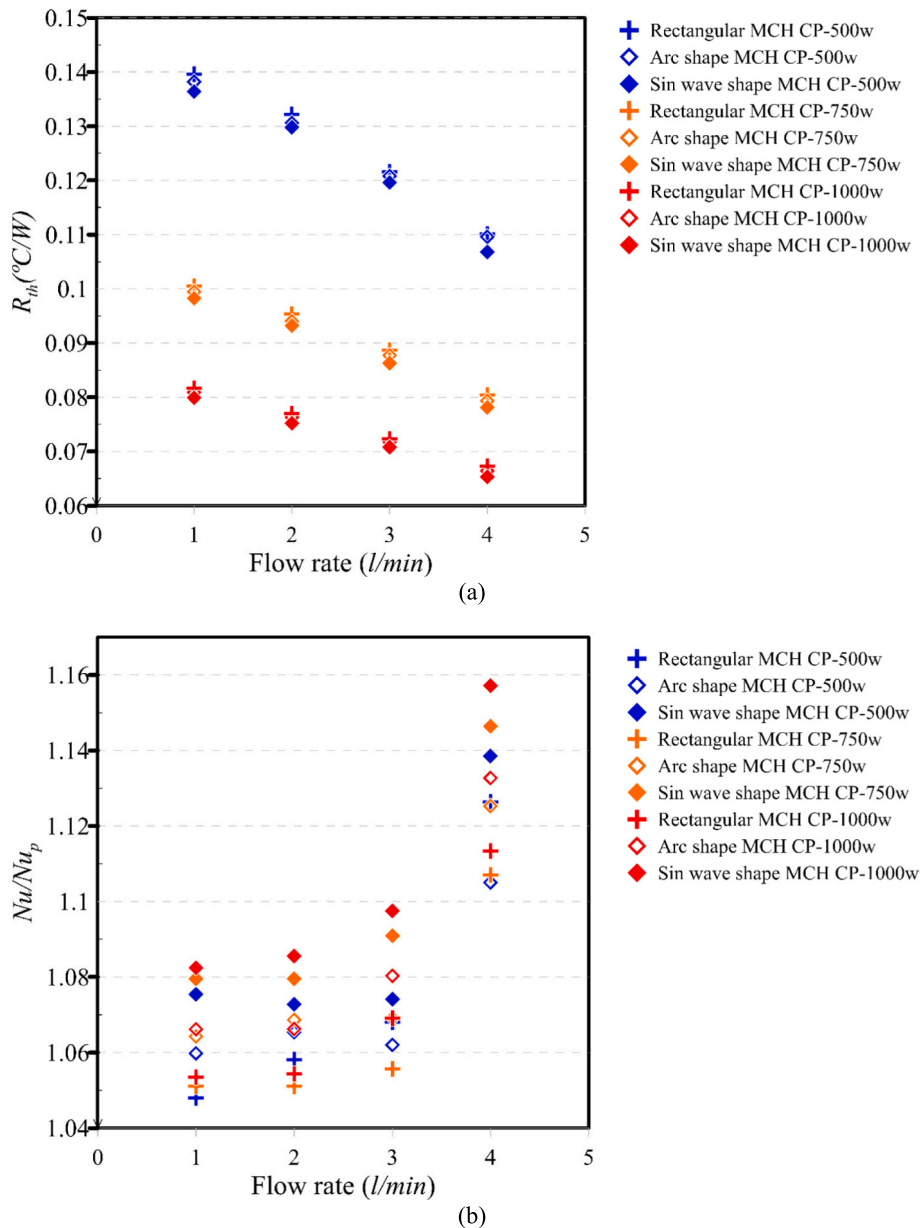 0.15
0.14
0.13
0.12
0.11
0.1
0.09
0.08
0.07
0.06
R_th(°C/W)
0 1 2 3 4 5
Flow rate (l/min)
Rectangular MCH CP-500w
Arc shape MCH CP-500w
Sin wave shape MCH CP-500w
Rectangular MCH CP-750w
Arc shape MCH CP-750w
Sin wave shape MCH CP-750w
Rectangular MCH CP-1000w
Arc shape MCH CP-1000w
Sin wave shape MCH CP-1000w
(a)
1.16
1.14
1.12
1.1
1.08
1.06
1.04
Nu/Nu_p
0 1 2 3 4 5
Flow rate (l/min)
Rectangular MCH CP-500w
Arc shape MCH CP-500w
Sin wave shape MCH CP-500w
Rectangular MCH CP-750w
Arc shape MCH CP-750w
Sin wave shape MCH CP-750w
Rectangular MCH CP-1000w
Arc shape MCH CP-1000w
Sin wave shape MCH CP-1000w
(b)